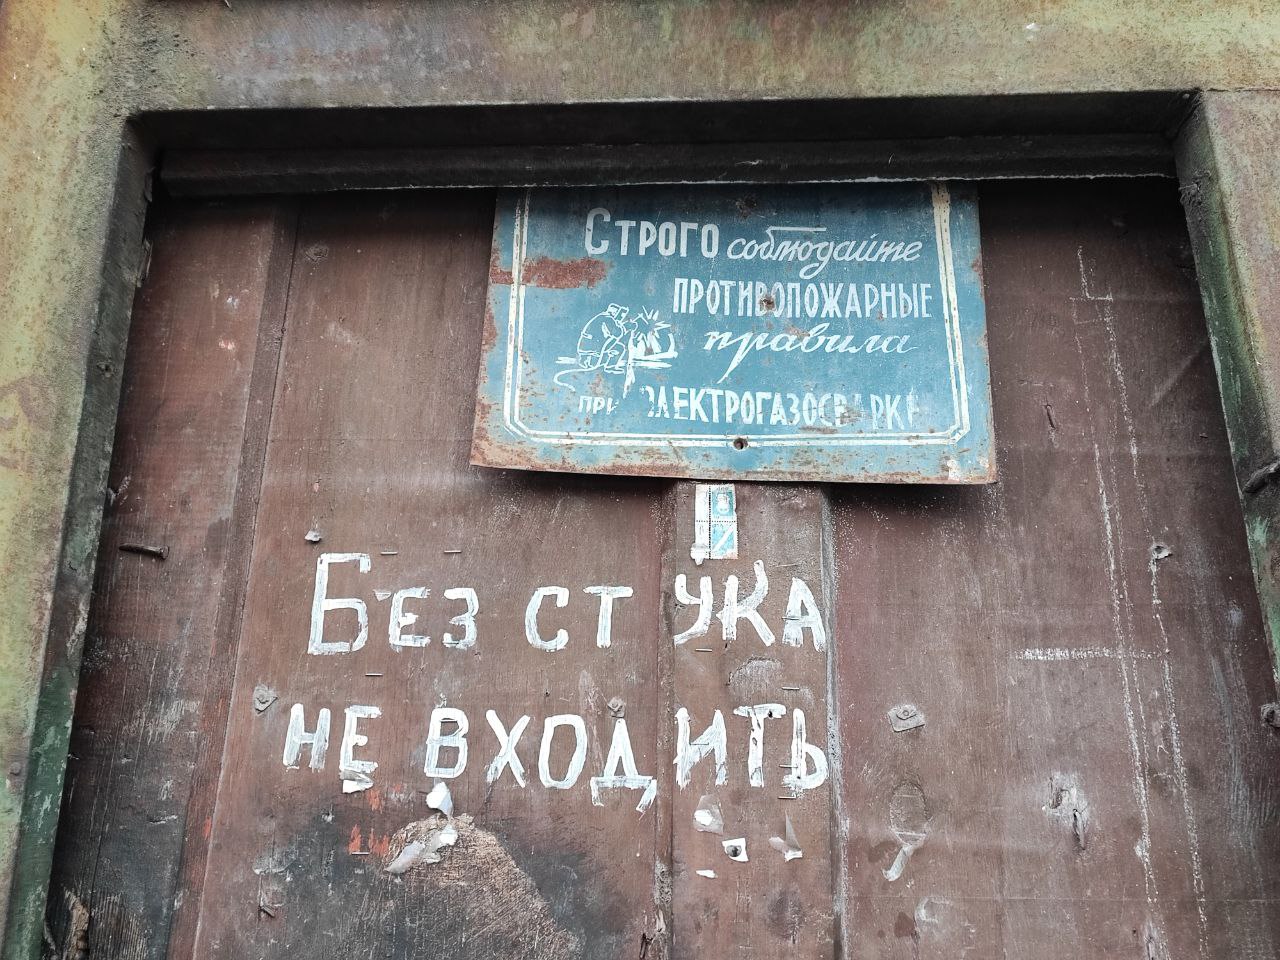 Строго соблюдайте
противопожарные
правила
при электрогазосварке
Без стука
не входить